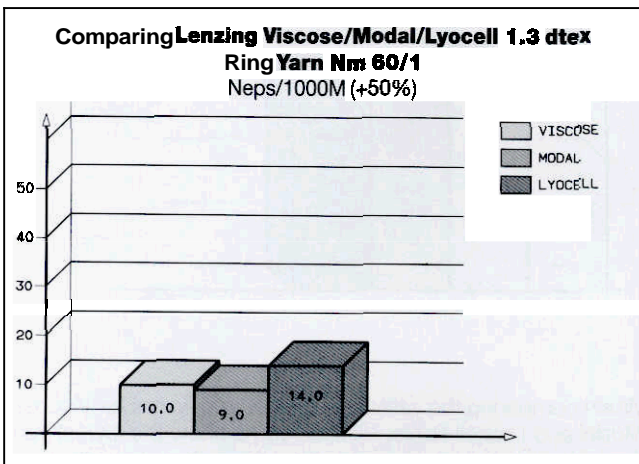 Comparing Lenzing Viscose/Modal/Lyocell 1.3 dtex
Ring Yarn Nm 60/1
Neps/1000M (+50%)
VISCOSE
MODAL
LYOCELL
50
40
30
20
10
10.0
9.0
14.0